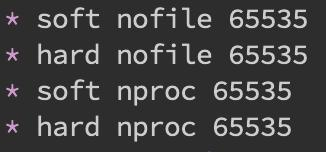 * soft nofile 65535
* hard nofile 65535
* soft nproc 65535
* hard nproc 65535